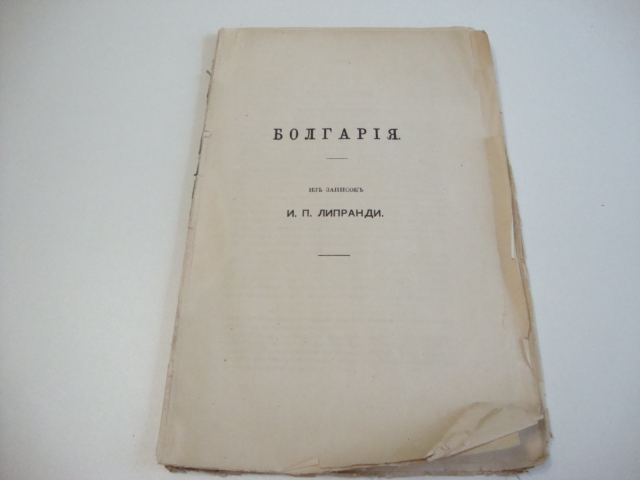 БОЛГАРІЯ.
ИЗЪ ЗАПИСОКЪ
И. П. ЛИПРАНДИ.